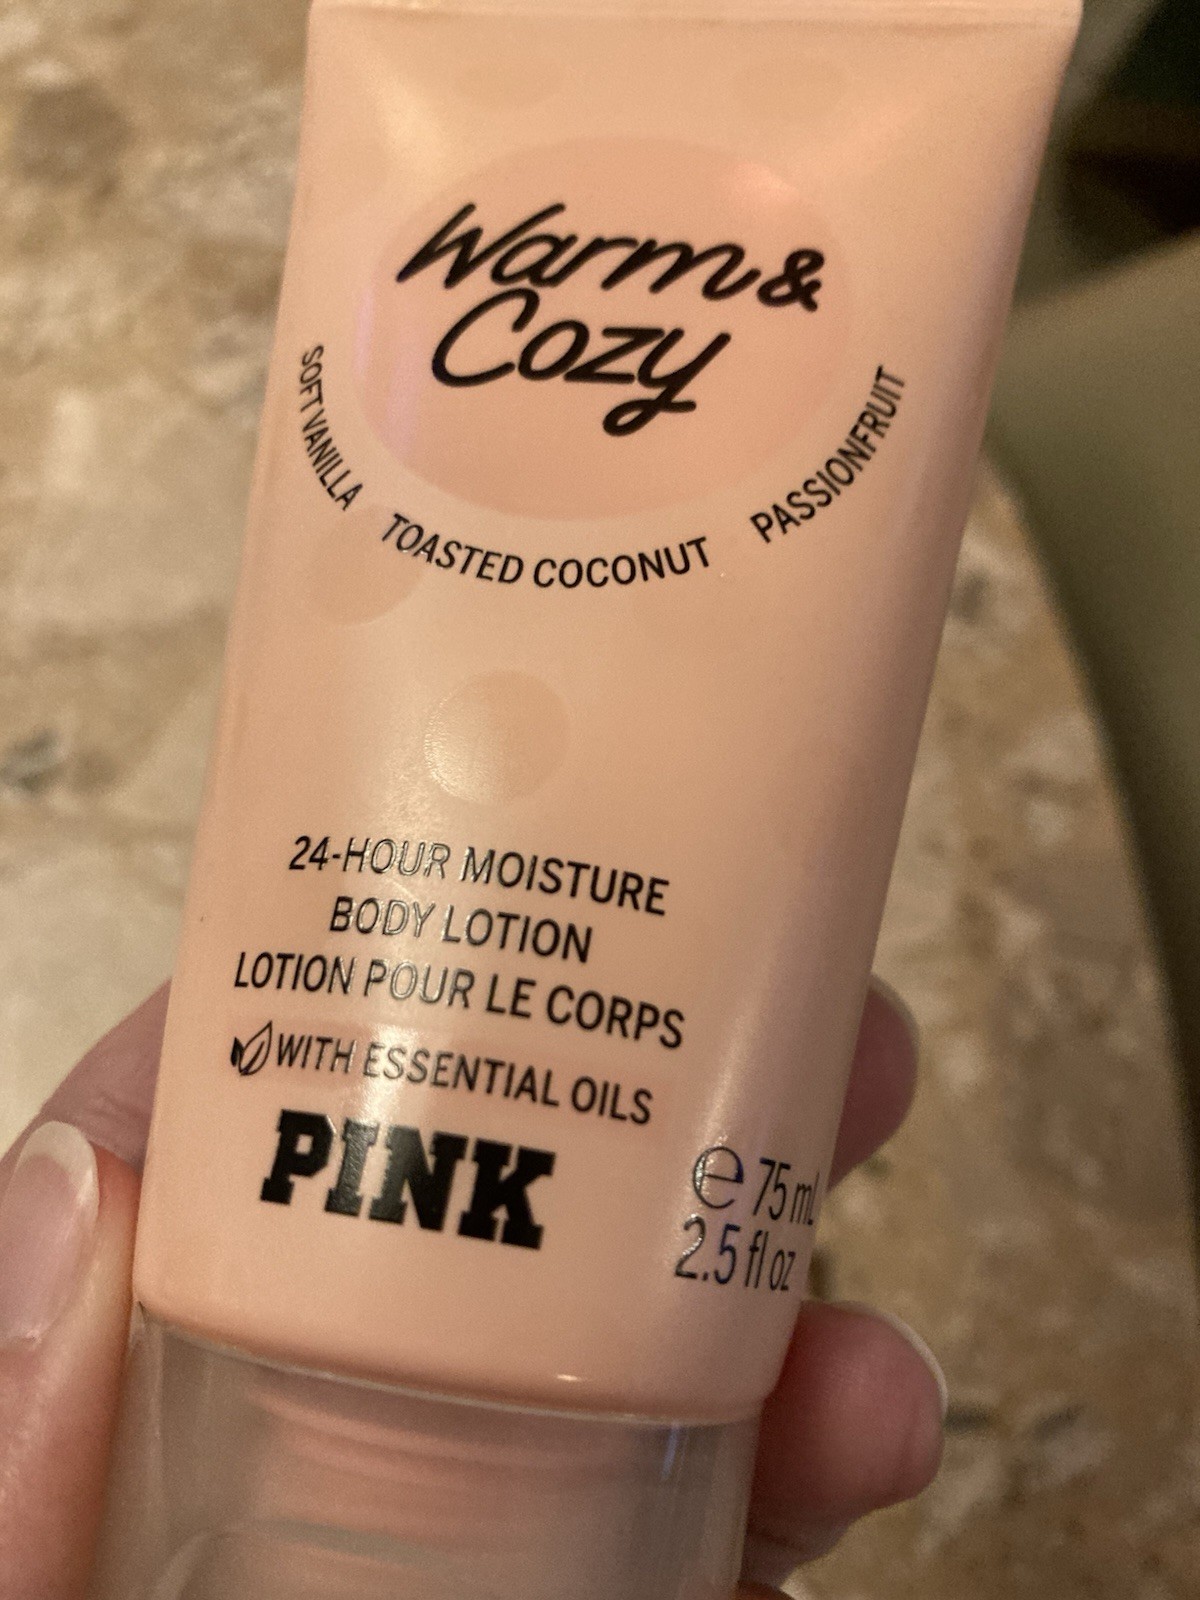 Warm &
Cozy
SOFT VANILLA TOASTED COCONUT PASSIONFRUIT
24-HOUR MOISTURE
BODY LOTION
LOTION POUR LE CORPS
WITH ESSENTIAL OILS
PINK
℮ 75 mL
2.5 fl oz